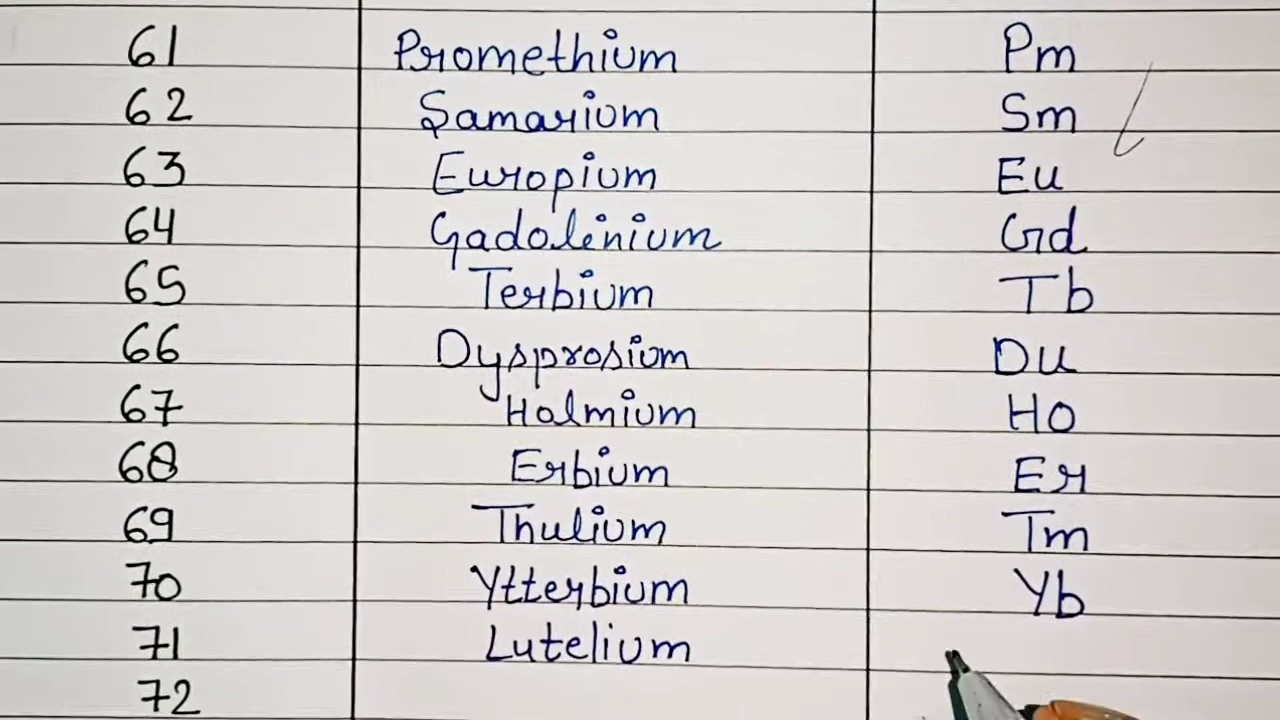 61 Promethium Pm
62 Samarium Sm
63 Europium Eu
64 Gadolinium Gd
65 Terbium Tb
66 Dysprosium Du
67 Holmium Ho
68 Erbium Er
69 Thulium Tm
70 Ytterbium Yb
71 Lutelium
72